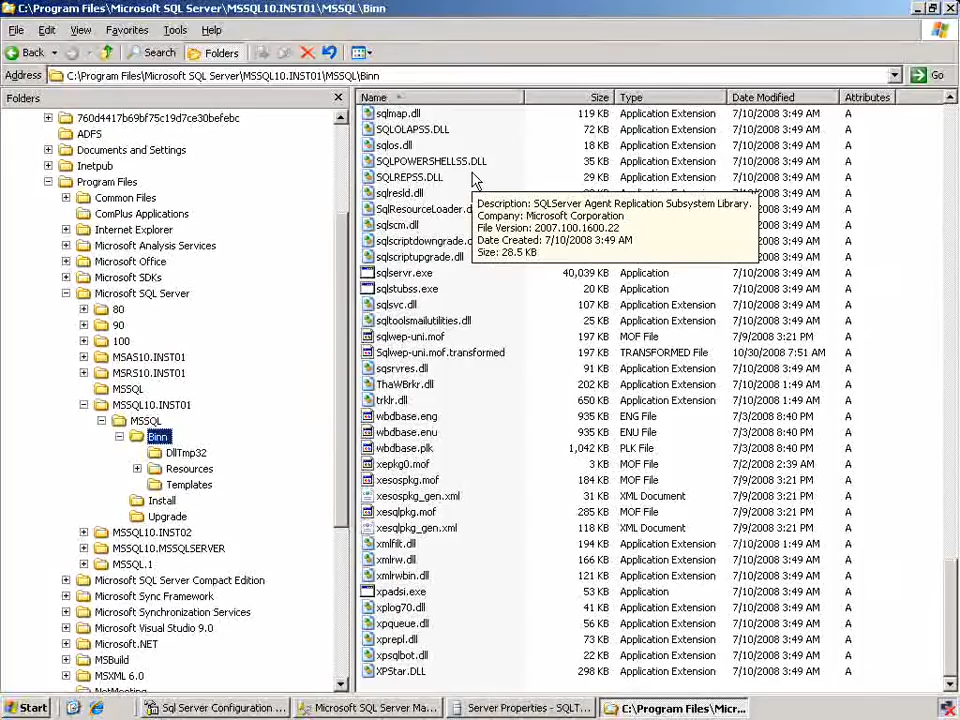 C:\Program Files\Microsoft SQL Server\MSSQL10.INST01\MSSQL\Binn
File Edit View Favorites Tools Help
Back Search Folders
Address C:\Program Files\Microsoft SQL Server\MSSQL10.INST01\MSSQL\Binn Go
Folders
760d4417b69bf75c19d7ce30befebc
ADFS
Documents and Settings
Inetpub
Program Files
Common Files
ComPlus Applications
Internet Explorer
Microsoft Analysis Services
Microsoft Office
Microsoft SDKs
Microsoft SQL Server
80
90
100
MSAS10.INST01
MSRS10.INST01
MSSQL
MSSQL10.INST01
MSSQL
Binn
DllTmp32
Resources
Templates
Install
Upgrade
MSSQL10.INST02
MSSQL10.MSSQLSERVER
MSSQL.1
Microsoft SQL Server Compact Edition
Microsoft Sync Framework
Microsoft Synchronization Services
Microsoft Visual Studio 9.0
Microsoft.NET
MSBuild
MSXML 6.0
NetMeeting
Name Size Type Date Modified Attributes
sqlmap.dll 119 KB Application Extension 7/10/2008 3:49 AM A
SQLOLAPSS.DLL 72 KB Application Extension 7/10/2008 3:49 AM A
sqlos.dll 18 KB Application Extension 7/10/2008 3:49 AM A
SQLPOWERSHELLSS.DLL 35 KB Application Extension 7/10/2008 3:49 AM A
SQLREPSS.DLL 29 KB Application Extension 7/10/2008 3:49 AM A
sqlresld.dll Application Extension 7/10/2008 3:49 AM A
SqlResourceLoader.d A
sqlscm.dll A
sqlscriptdowngrade.d A
sqlscriptupgrade.dll A
Description: SQLServer Agent Replication Subsystem Library.
Company: Microsoft Corporation
File Version: 2007.100.1600.22
Date Created: 7/10/2008 3:49 AM
Size: 28.5 KB
sqlservr.exe 40,039 KB Application 7/10/2008 3:49 AM A
sqlstubss.exe 20 KB Application 7/10/2008 3:49 AM A
sqlsvc.dll 107 KB Application Extension 7/10/2008 3:49 AM A
sqltoolsmailutilities.dll 25 KB Application Extension 7/10/2008 3:49 AM A
sqlwep-uni.mof 197 KB MOF File 7/9/2008 3:21 PM A
Sqlwep-uni.mof.transformed 197 KB TRANSFORMED File 10/30/2008 7:51 AM A
sqsrvres.dll 91 KB Application Extension 7/10/2008 3:49 AM A
ThaWBrkr.dll 202 KB Application Extension 7/10/2008 1:49 AM A
trklr.dll 650 KB Application Extension 7/10/2008 1:49 AM A
wbdbase.eng 935 KB ENG File 7/2/2008 8:40 PM A
wbdbase.enu 935 KB ENU File 7/2/2008 8:40 PM A
wbdbase.plk 1,042 KB PLK File 7/2/2008 8:40 PM A
xepkg0.mof 3 KB MOF File 7/2/2008 2:39 AM A
xesospkg.mof 184 KB MOF File 7/9/2008 3:21 PM A
xesospkg_gen.xml 31 KB XML Document 7/9/2008 3:21 PM A
xesqlpkg.mof 285 KB MOF File 7/9/2008 3:21 PM A
xesqlpkg_gen.xml 118 KB XML Document 7/9/2008 3:21 PM A
xmlfilt.dll 194 KB Application Extension 7/10/2008 1:49 AM A
xmlrw.dll 166 KB Application Extension 7/10/2008 3:49 AM A
xmlrwbin.dll 121 KB Application Extension 7/10/2008 3:49 AM A
xpadsi.exe 53 KB Application 7/10/2008 3:49 AM A
xplog70.dll 41 KB Application Extension 7/10/2008 3:49 AM A
xpqueue.dll 56 KB Application Extension 7/10/2008 3:49 AM A
xprepl.dll 73 KB Application Extension 7/10/2008 3:49 AM A
xpsqlbot.dll 22 KB Application Extension 7/10/2008 3:49 AM A
XPStar.DLL 298 KB Application Extension 7/10/2008 3:49 AM A
Start Sql Server Configuration ... Microsoft SQL Server Ma... Server Properties - SQLT... C:\Program Files\Micr...